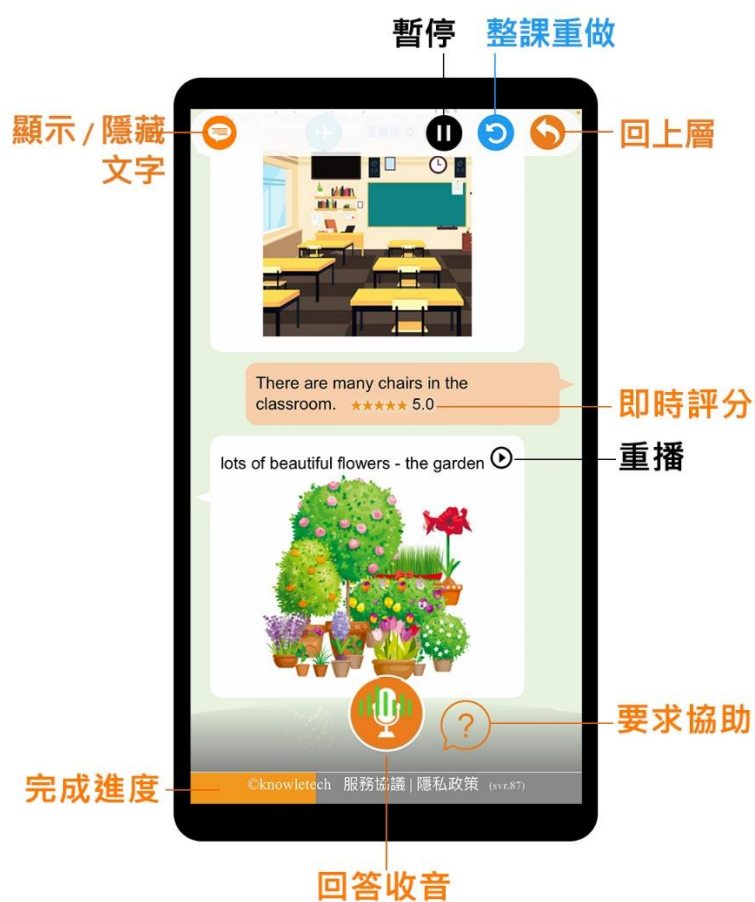 暫停
整課重做
顯示 / 隱藏
文字
回上層
正常語
There are many chairs in the
classroom. ★★★★★ 5.0
即時評分
lots of beautiful flowers - the garden
重播
?
要求協助
完成進度
©knowletech 服務協議 | 隱私政策 (svr.87)
回答收音